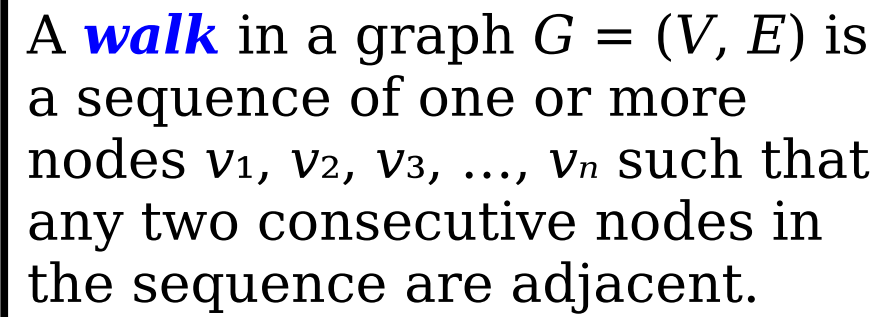 A walk in a graph G = (V, E) is
a sequence of one or more
nodes v₁, v₂, v₃, …, vₙ such that
any two consecutive nodes in
the sequence are adjacent.